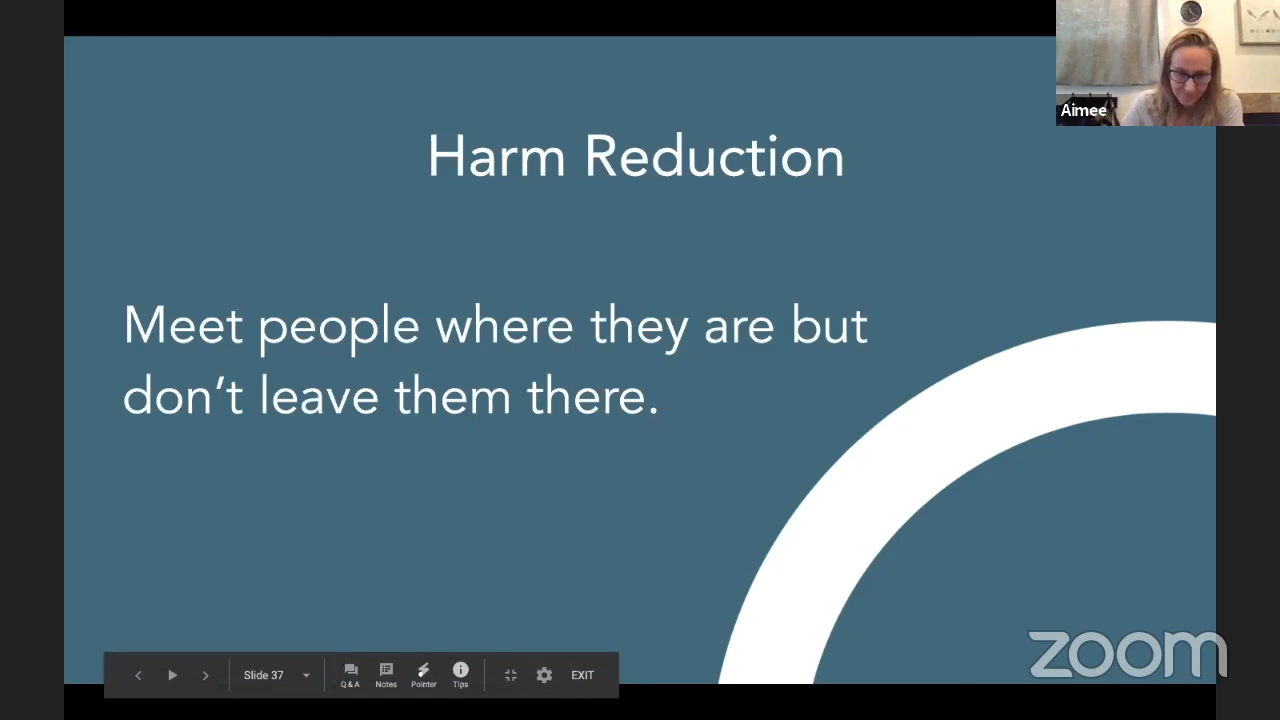 Aimee
Harm Reduction
Meet people where they are but
don’t leave them there.
Slide 37
Q&A Notes Pointer Tips
EXIT
zoom